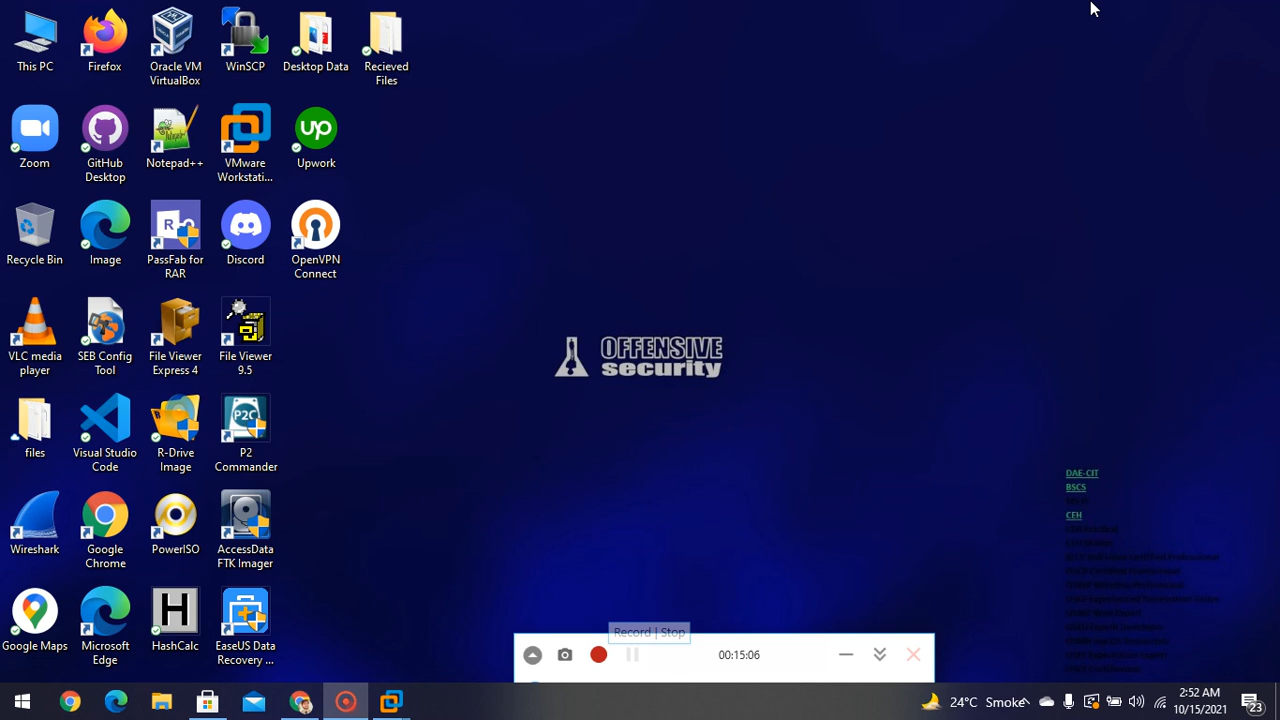 This PC
Firefox
Oracle VM
VirtualBox
WinSCP
Desktop Data
Recieved
Files
Zoom
GitHub
Desktop
Notepad++
VMware
Workstati...
up
Upwork
Recycle Bin
Image
PassFab for
RAR
Discord
OpenVPN
Connect
VLC media
player
SEB Config
Tool
File Viewer
Express 4
File Viewer
9.5
OFFENSIVE
security
files
Visual Studio
Code
R-Drive
Image
P2C
P2
Commander
DAE-CIT
BSCS
CEH
Wireshark
Google
Chrome
PowerISO
AccessData
FTK Imager
H
Google Maps
Microsoft
Edge
HashCalc
EaseUS Data
Recovery ...
Record | Stop
00:15:06
24°C Smoke
2:52 AM
10/15/2021
23